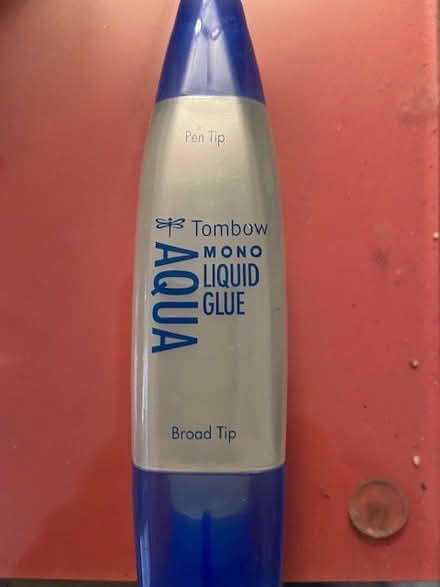 Pen Tip
Tombow
MONO
AQUA
LIQUID
GLUE
Broad Tip